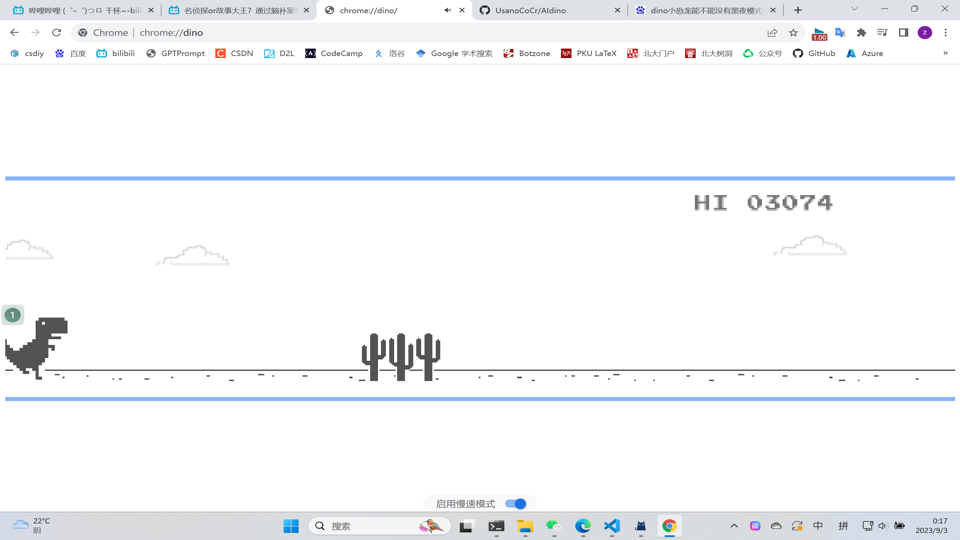 哔哩哔哩 (゜-゜)つロ 干杯~-bili
名侦探or故事大王？通过脑补案
chrome://dino/
UsanoCoCr/AIdino
dino小恐龙能不能没有黑夜模式
Chrome | chrome://dino
1.00
z
csdiy
百度
bilibili
GPTPrompt
CSDN
D2L
CodeCamp
洛谷
Google 学术搜索
Botzone
PKU LaTeX
北大门户
北大树洞
公众号
GitHub
Azure
»
HI 03074
1
启用慢速模式
22°C
阴
搜索
中
拼
0:17
2023/9/3